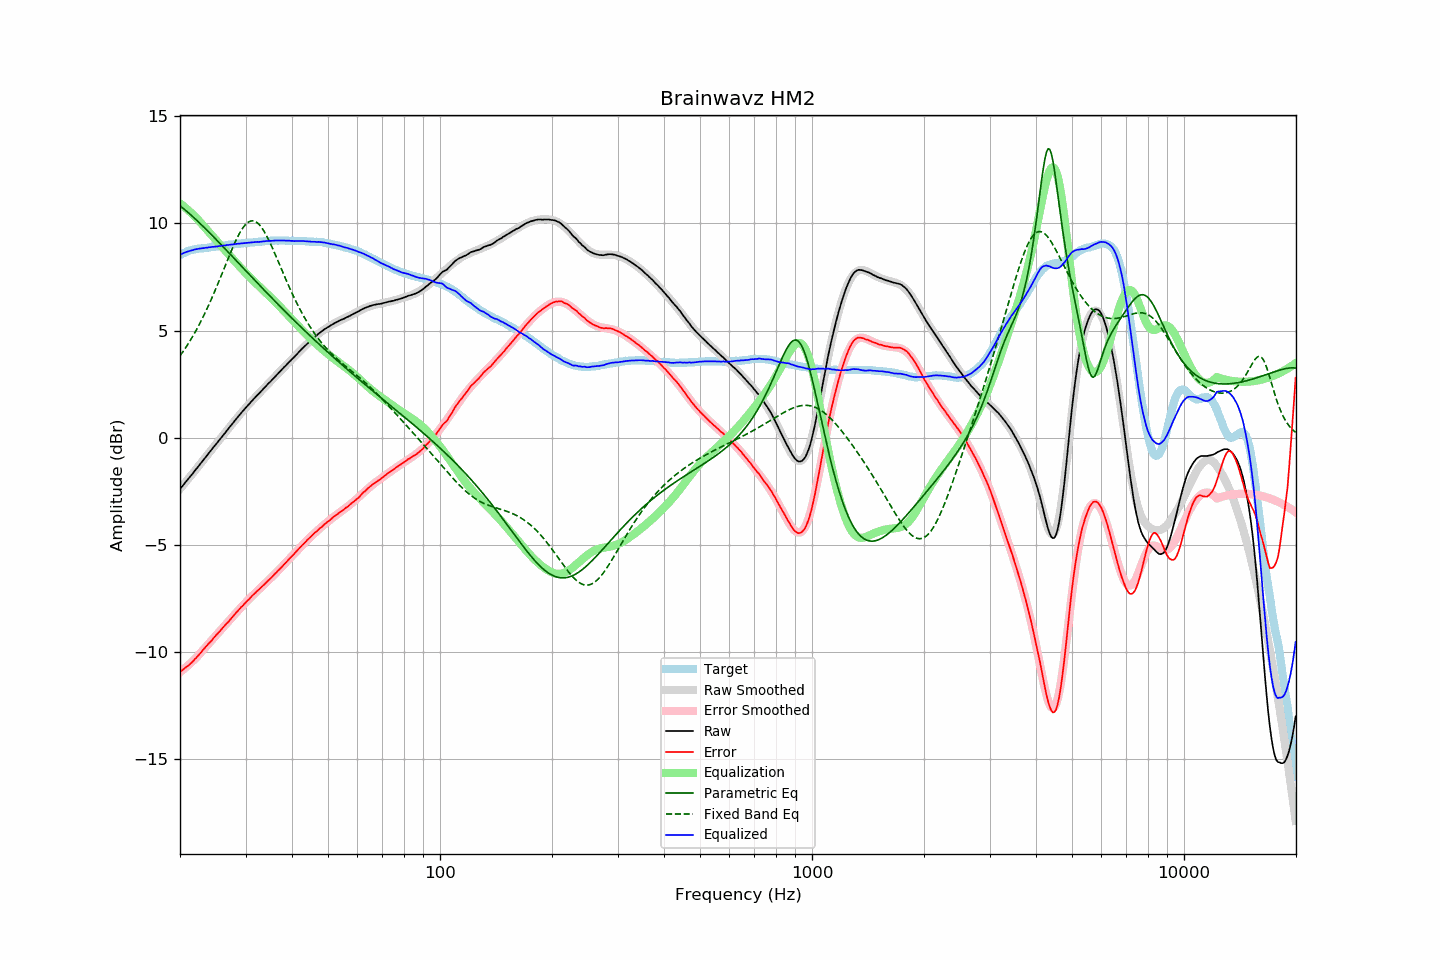 Brainwavz HM2
15
10
5
0
−5
−10
−15
Amplitude (dBr)
Target
Raw Smoothed
Error Smoothed
Raw
Error
Equalization
Parametric Eq
Fixed Band Eq
Equalized
100
1000
10000
Frequency (Hz)